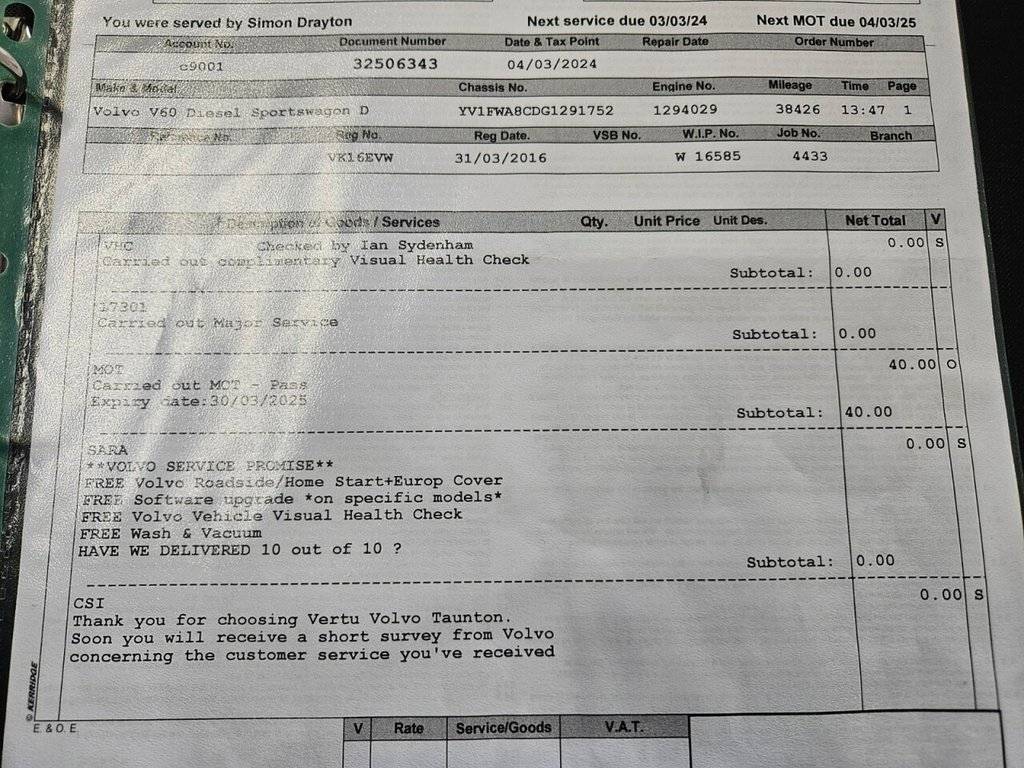 You were served by Simon Drayton Next service due 03/03/24 Next MOT due 04/03/25
Account No. Document Number Date & Tax Point Repair Date Order Number
c9001 32506343 04/03/2024
Make & Model Chassis No. Engine No. Mileage Time Page
Volvo V60 Diesel Sportswagon D YV1FWA8CDG1291752 1294029 38426 13:47 1
Reference No. Reg No. Reg Date. VSB No. W.I.P. No. Job No. Branch
VK16EVW 31/03/2016 W 16585 4433
Description of Goods / Services Qty. Unit Price Unit Des. Net Total V
VHC Checked by Ian Sydenham 0.00 S
Carried out complimentary Visual Health Check
Subtotal: 0.00
17301
Carried out Major Service
Subtotal: 0.00
MOT 40.00 O
Carried out MOT - Pass
Expiry date:30/03/2025
Subtotal: 40.00
SARA 0.00 S
**VOLVO SERVICE PROMISE**
FREE Volvo Roadside/Home Start+Europ Cover
FREE Software upgrade *on specific models*
FREE Volvo Vehicle Visual Health Check
FREE Wash & Vacuum
HAVE WE DELIVERED 10 out of 10 ?
Subtotal: 0.00
CSI 0.00 S
Thank you for choosing Vertu Volvo Taunton.
Soon you will receive a short survey from Volvo
concerning the customer service you've received
© KERRIDGE
E. & O. E.
V Rate Service/Goods V.A.T.